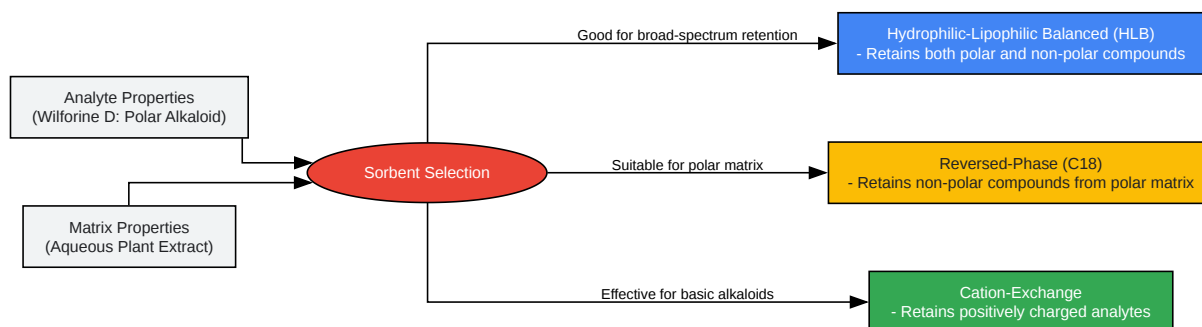 Good for broad-spectrum retention
Hydrophilic-Lipophilic Balanced (HLB)
- Retains both polar and non-polar compounds
Analyte Properties
(Wilforine D: Polar Alkaloid)
Sorbent Selection
Suitable for polar matrix
Reversed-Phase (C18)
- Retains non-polar compounds from polar matrix
Matrix Properties
(Aqueous Plant Extract)
Effective for basic alkaloids
Cation-Exchange
- Retains positively charged analytes